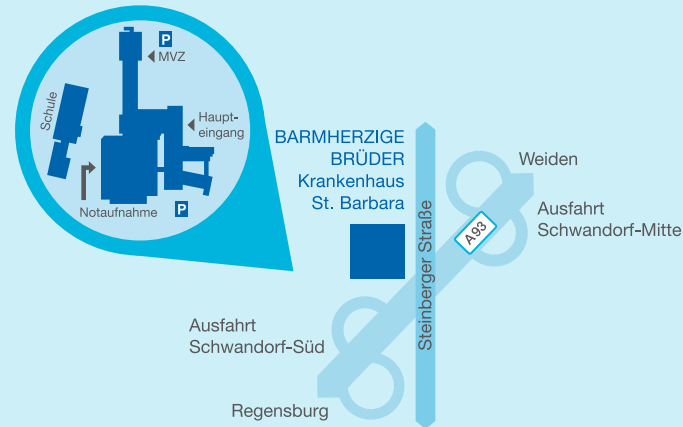 P
MVZ
Schule
Haupt-
eingang
Notaufnahme
P
BARMHERZIGE
BRÜDER
Krankenhaus
St. Barbara
Steinberger Straße
Weiden
A93
Ausfahrt
Schwandorf-Mitte
Ausfahrt
Schwandorf-Süd
Regensburg